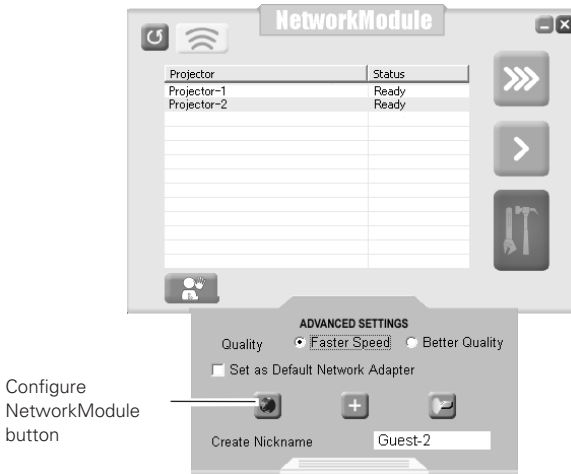 NetworkModule
Projector Status
Projector-1 Ready
Projector-2 Ready
ADVANCED SETTINGS
Quality Faster Speed Better Quality
Set as Default Network Adapter
Configure
NetworkModule
button
Create Nickname Guest-2